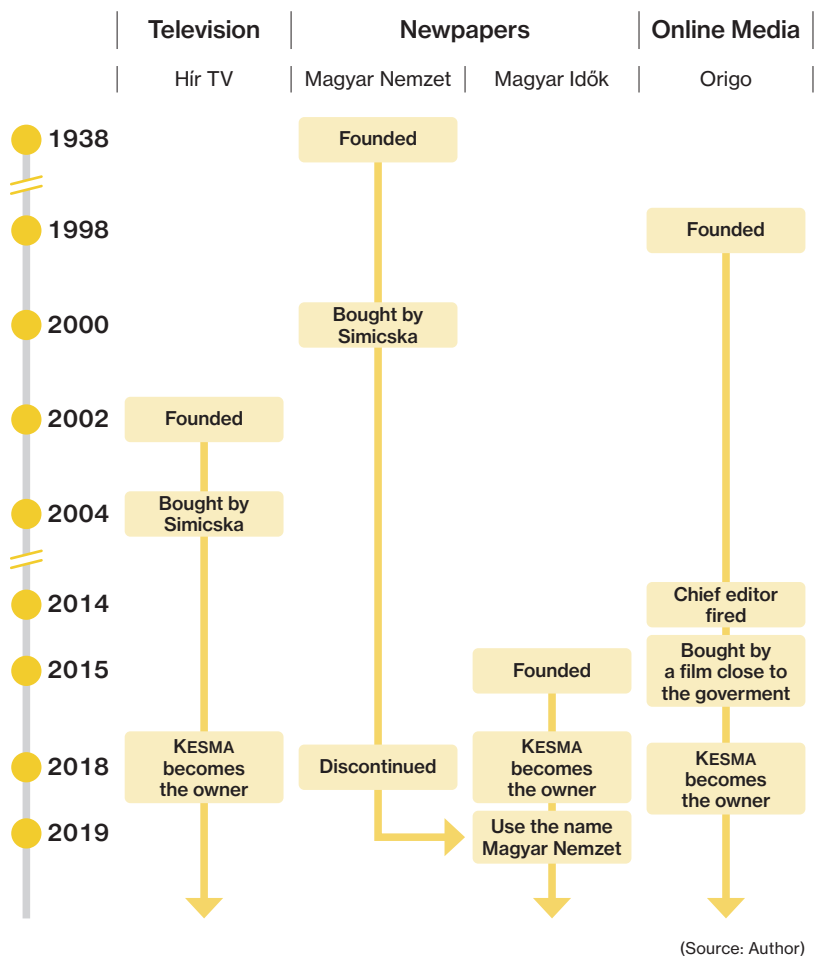 Television
Newpapers
Online Media
Hír TV
Magyar Nemzet
Magyar Idők
Origo
1938
Founded
1998
Founded
2000
Bought by
Simicska
2002
Founded
2004
Bought by
Simicska
2014
Chief editor
fired
2015
Founded
Bought by
a film close to
the goverment
2018
KESMA
becomes
the owner
Discontinued
KESMA
becomes
the owner
KESMA
becomes
the owner
2019
Use the name
Magyar Nemzet
(Source: Author)